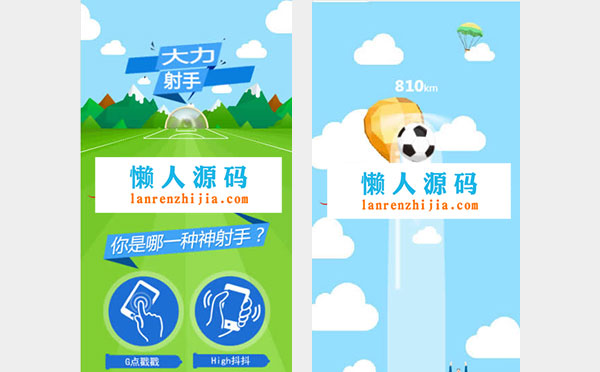 大力
射手
懒人源码
lanrenzhijia.com
你是哪一种神射手？
G点戳戳
High抖抖
810km
懒人源码
lanrenzhijia.com